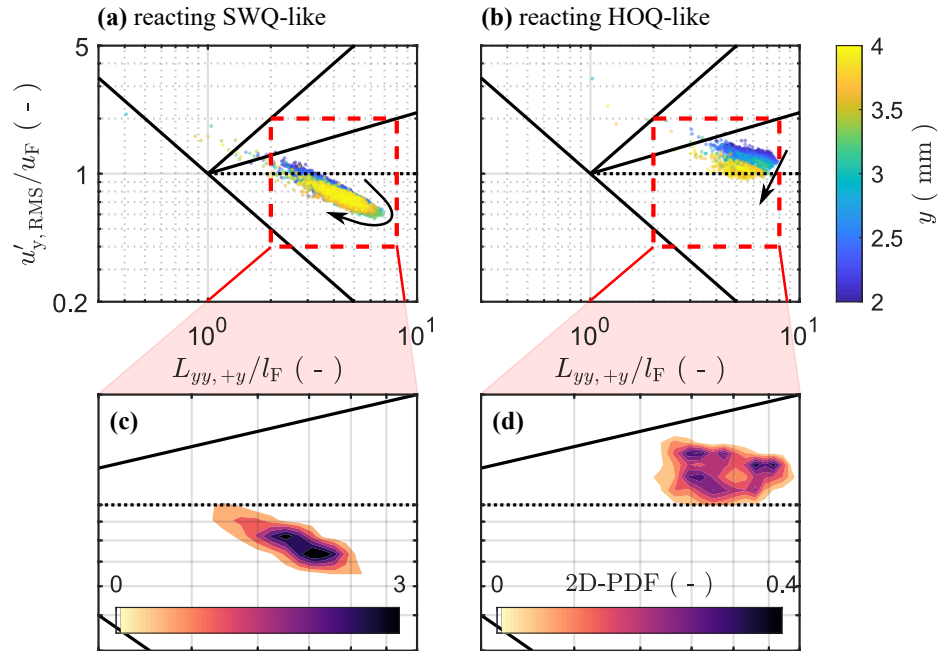 (a) reacting SWQ-like
(b) reacting HOQ-like
5
1
0.2
u′y, RMS/uF ( - )
10^0 10^1
10^0 10^1
Lyy,+y/lF ( - )
Lyy,+y/lF ( - )
4
3.5
3
2.5
2
y ( mm )
(c)
(d)
0 3
0 2D-PDF ( - ) 0.4